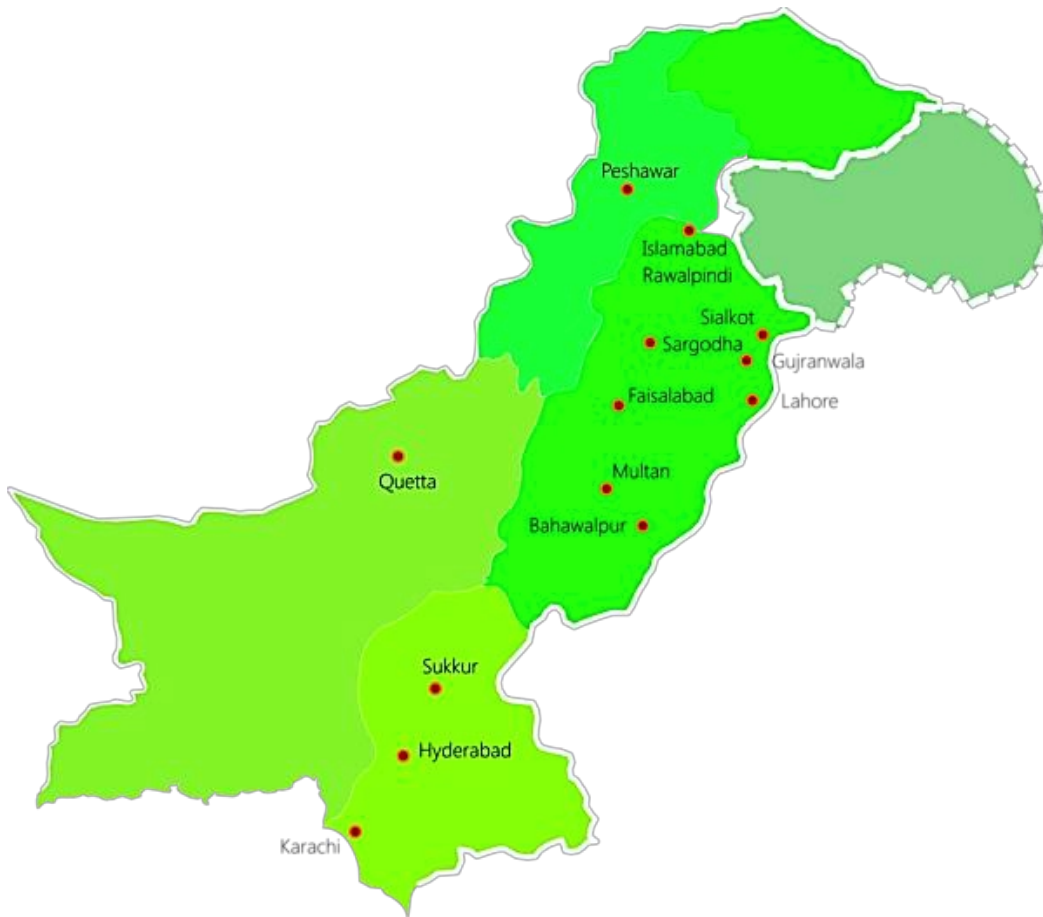 Peshawar
Islamabad
Rawalpindi
Sialkot
Sargodha
Gujranwala
Faisalabad
Lahore
Multan
Quetta
Bahawalpur
Sukkur
Hyderabad
Karachi